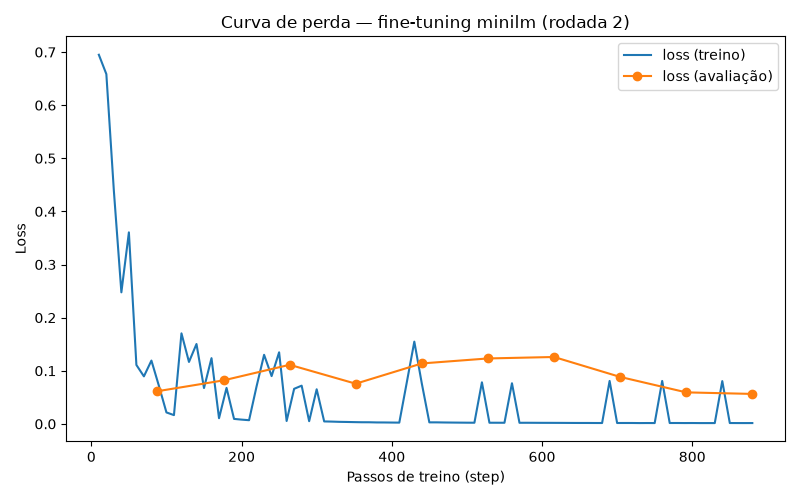 Curva de perda — fine-tuning minilm (rodada 2)
loss (treino)
loss (avaliação)
Loss
0.7
0.6
0.5
0.4
0.3
0.2
0.1
0.0
0 200 400 600 800
Passos de treino (step)